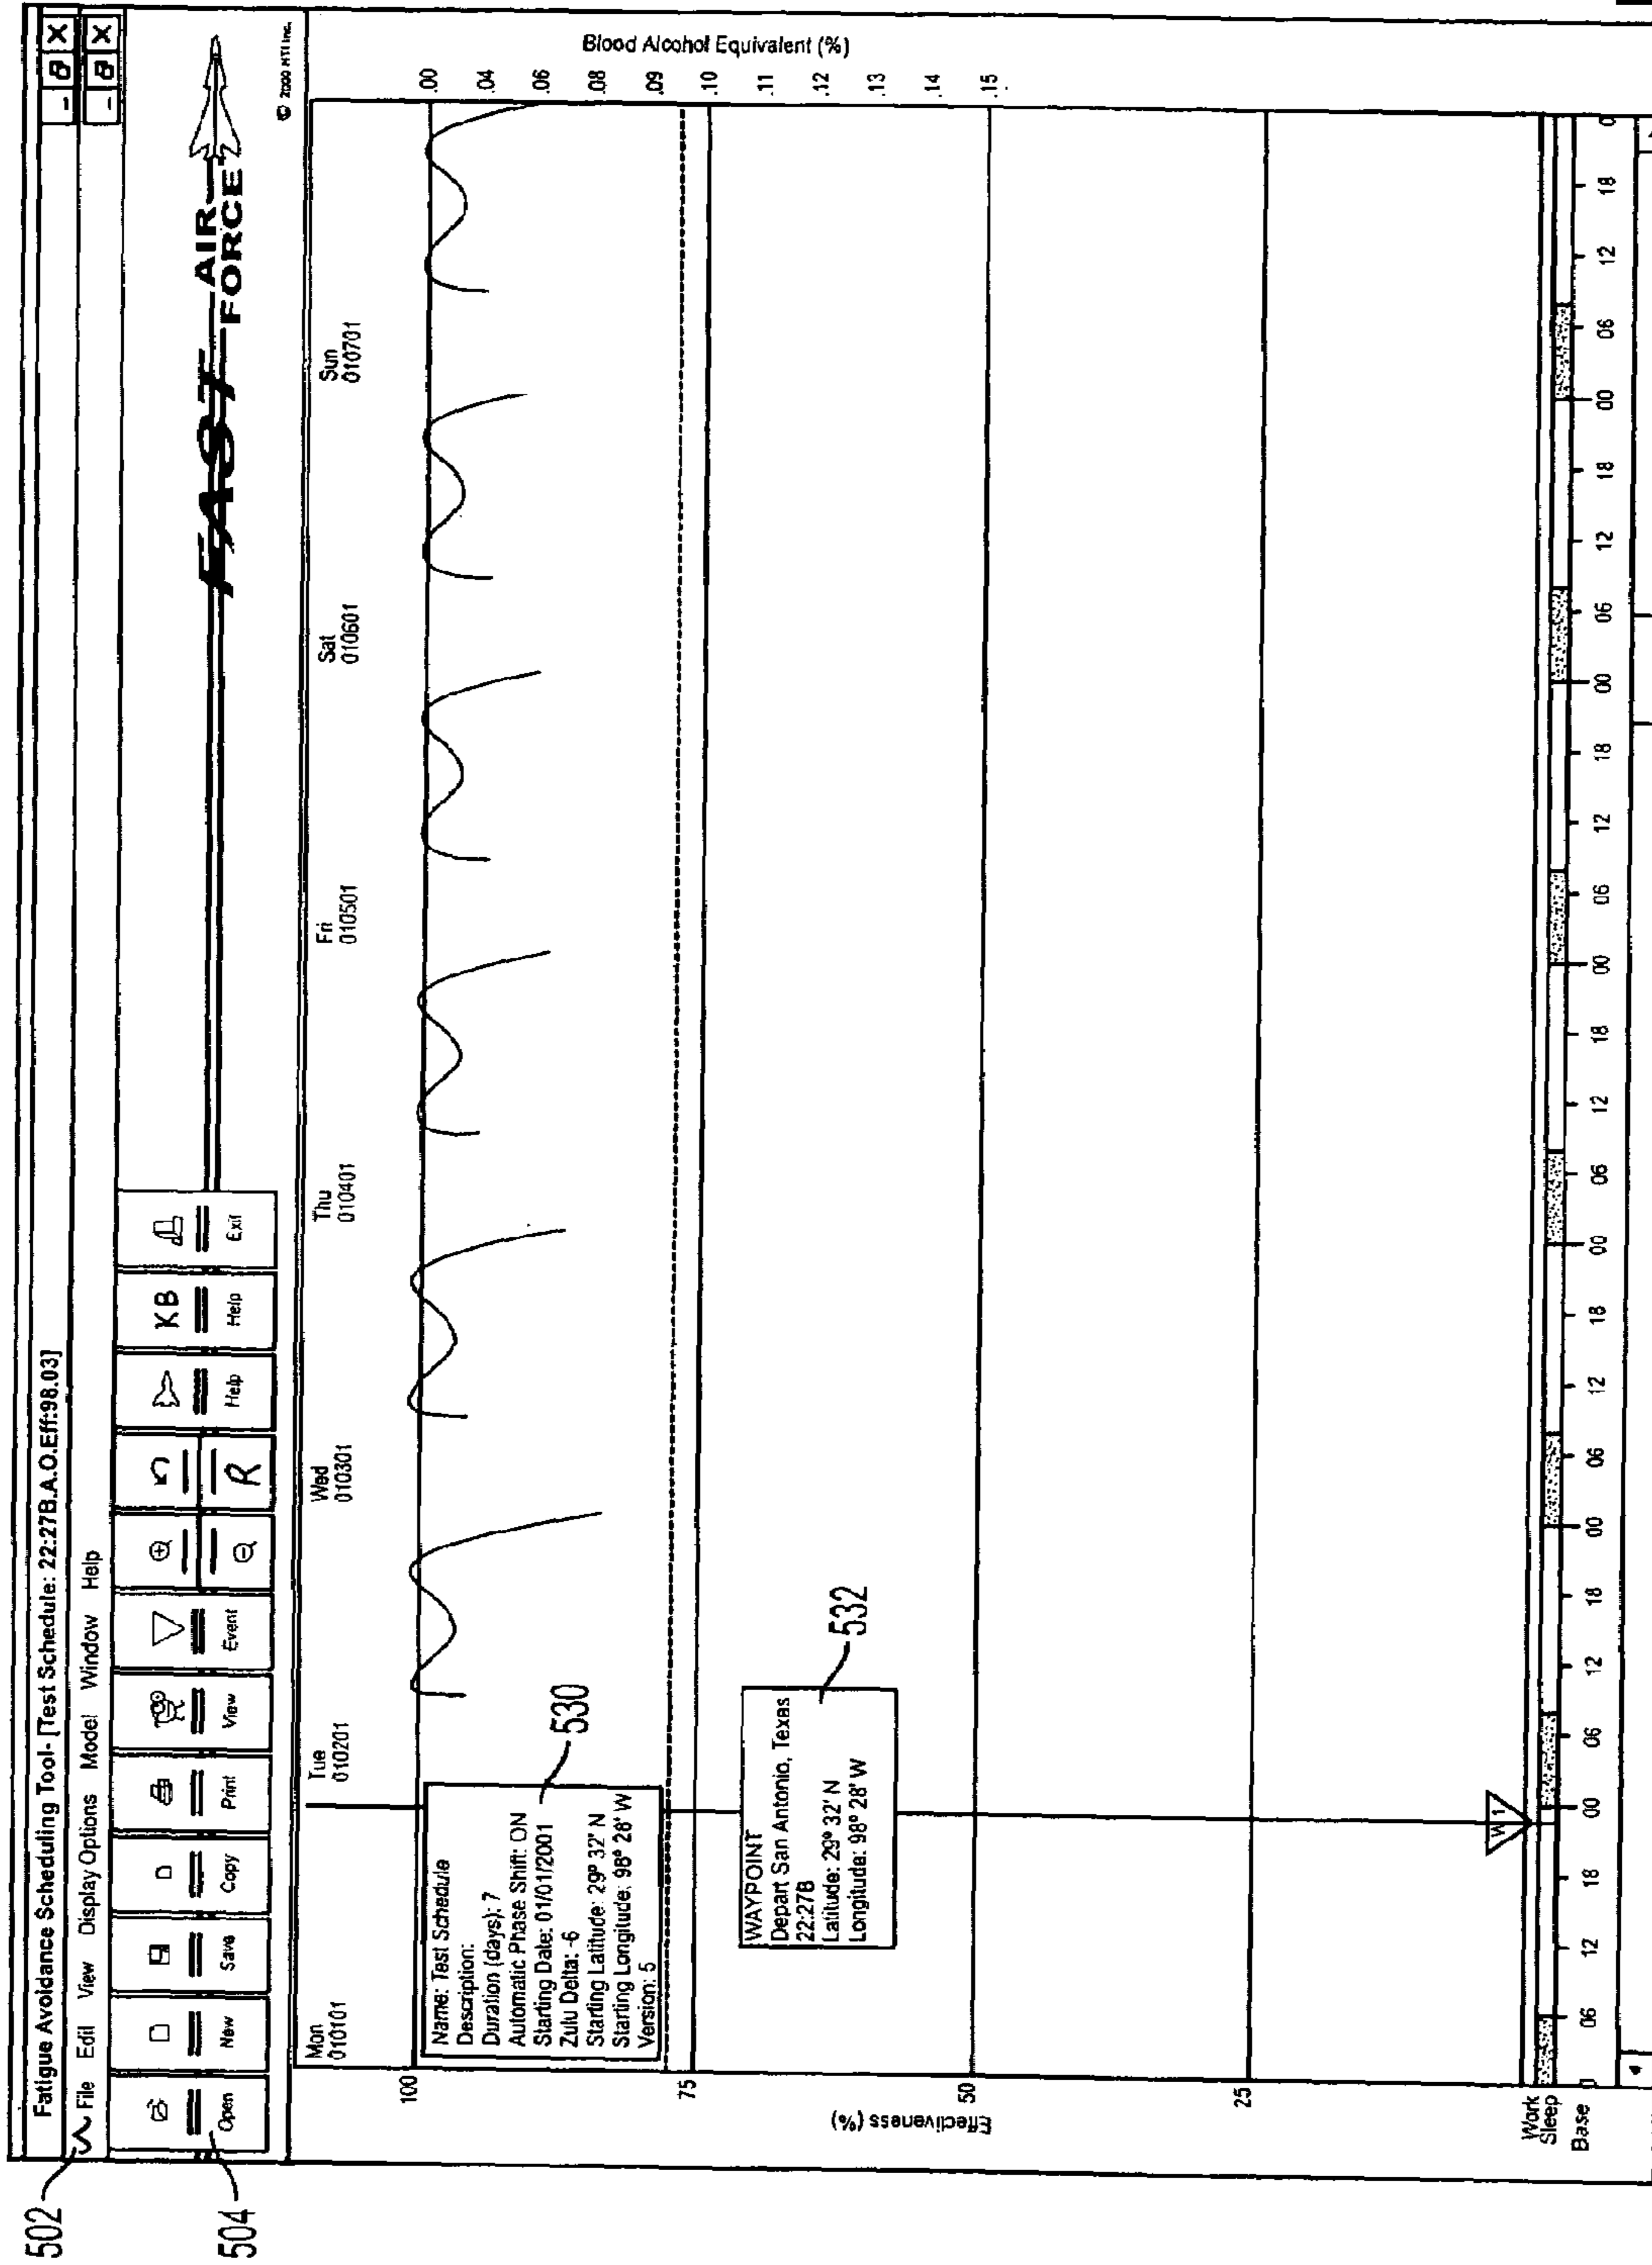 502
Fatigue Avoidance Scheduling Tool- [Test Schedule: 22:27B.A.O.Eff:98.03]
File Edit View Display Options Model Window Help
504
Open New Save Copy Print View Event R Help KB Help Exit
FAST AIR FORCE
© 2000 NTI Inc.
Mon 010101
Tue 010201
Wed 010301
Thu 010401
Fri 010501
Sat 010601
Sun 010701
Effectiveness (%)
100
75
50
25
Name: Test Schedule
Description:
Duration (days): 7
Automatic Phase Shift: ON
Starting Date: 01/01/2001
Zulu Delta: -6
Starting Latitude: 29º 32' N
Starting Longitude: 98º 28' W
Version: 5
530
WAYPOINT
Depart San Antonio, Texas
22:27B
Latitude: 29º 32' N
Longitude: 98º 28' W
532
W 1
Blood Alcohol Equivalent (%)
.00
.04
.06
.08
.09
.10
.11
.12
.13
.14
.15
Work
Sleep
Base
0 06 12 18 00 06 12 18 00 06 12 18 00 06 12 18 00 06 12 18 00 06 12 18 00 06 12 18 0